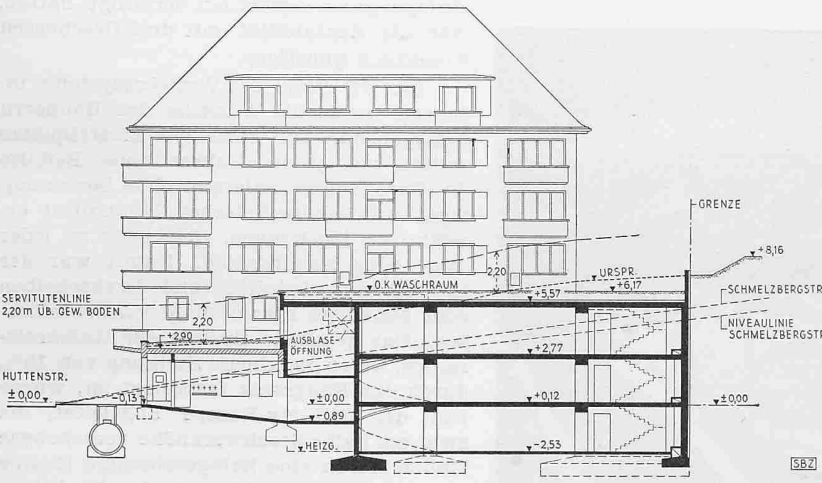 GRENZE
+8,16
2,20
URSPR.
+6,17
O.K. WASCHRAUM
+5,57
SCHMELZBERGSTR
SERVITUTENLINIE
2,20 m ÜB. GEW. BODEN
2,20
NIVEAULINIE
SCHMELZBERGSTR
+2,90
AUSBLASE-
ÖFFNUNG
+2,77
HUTTENSTR.
± 0,00
-0,13
±0,00
+0,12
±0,00
-0,89
HEIZG.
-2,53
SBZ